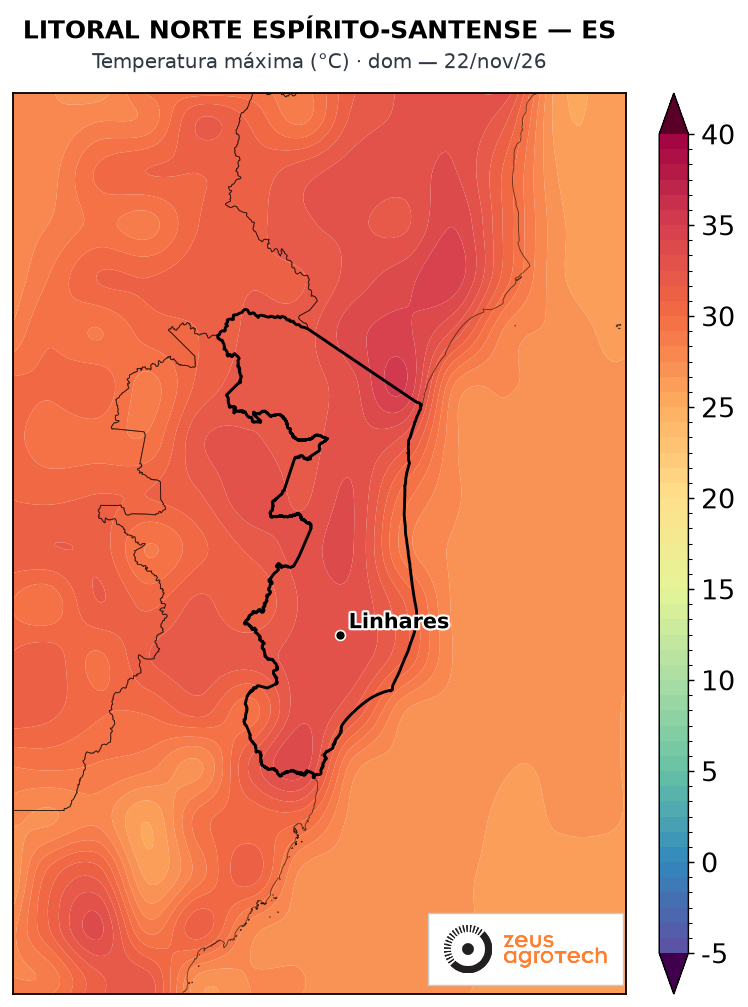 LITORAL NORTE ESPÍRITO-SANTENSE — ES
Temperatura máxima (°C) · dom — 22/nov/26
40
35
30
25
20
15
10
5
0
-5
Linhares
zeus
agrotech